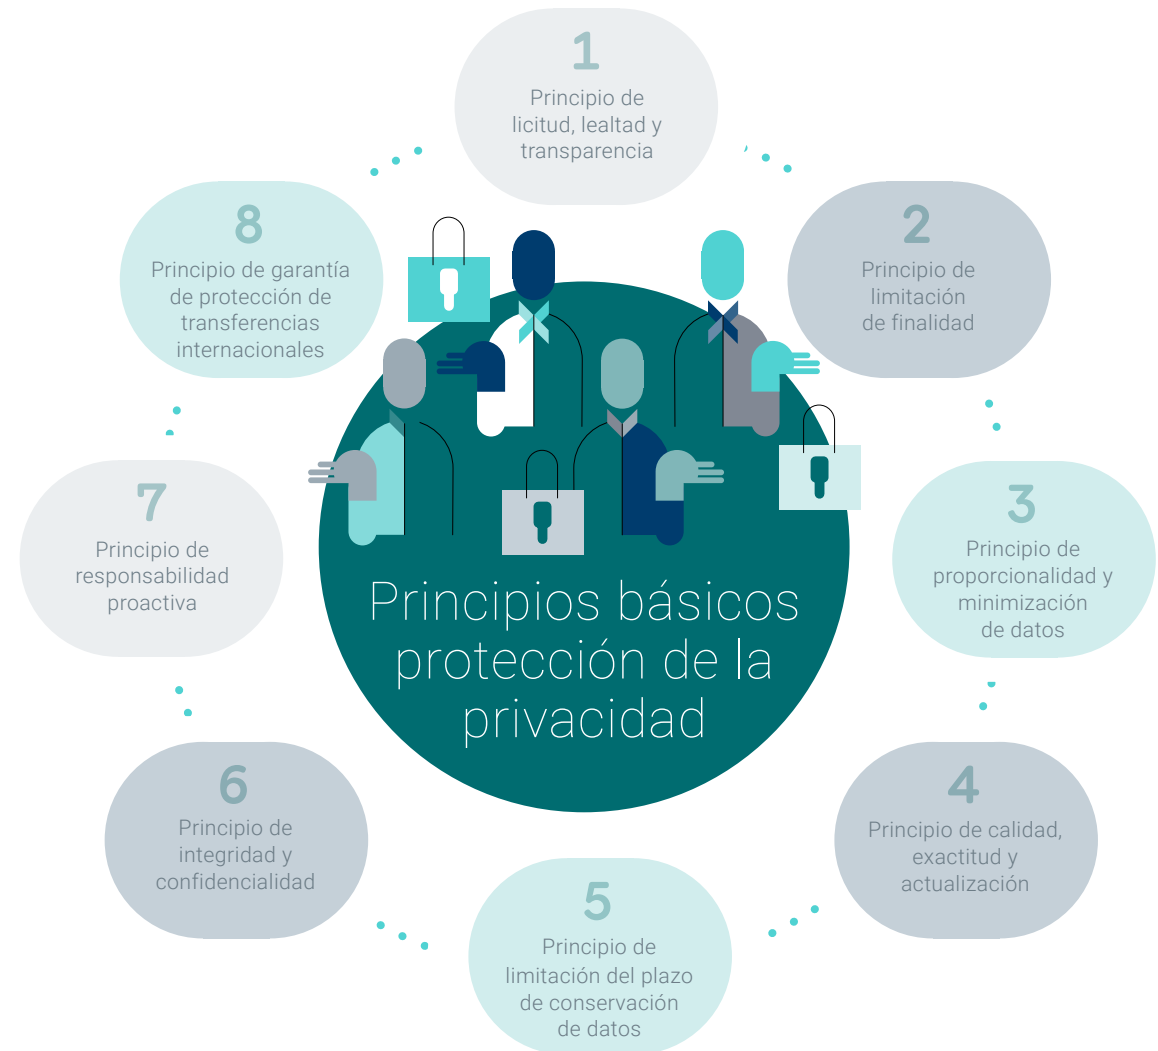 1
Principio de
licitud, lealtad y
transparencia
2
Principio de
limitación
de finalidad
3
Principio de
proporcionalidad y
minimización
de datos
4
Principio de calidad,
exactitud y
actualización
5
Principio de
limitación del plazo
de conservación
de datos
6
Principio de
integridad y
confidencialidad
7
Principio de
responsabilidad
proactiva
8
Principio de garantía
de protección de
transferencias
internacionales
Principios básicos
protección de la
privacidad